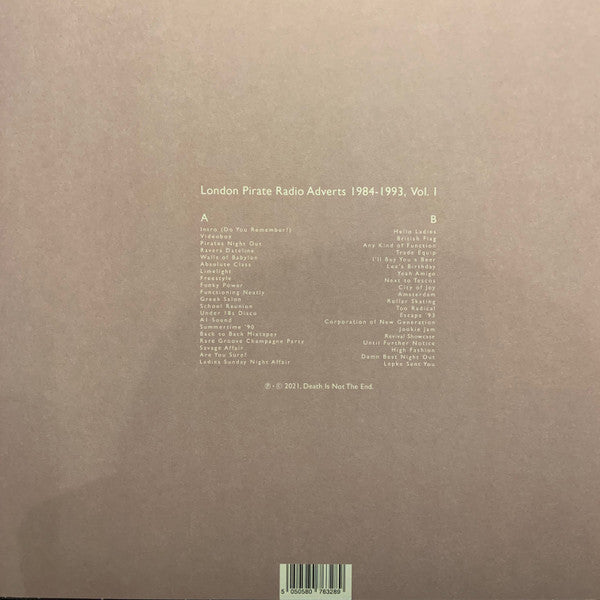 London Pirate Radio Adverts 1984-1993, Vol. 1
A
Intro (Do You Remember?)
Videobox
Pirates Night Out
Ravers Dateline
Walls of Babylon
Absolute Class
Limelight
Freestyle
Funky Power
Functioning Neatly
Greek Salon
School Reunion
Under 18s Disco
A1 Sound
Summertime '90
Back to Back Mixtapes
Rare Groove Champagne Party
Savage Affair
Are You Sure?
Ladies Sunday Night Affair
B
Hello Ladies
British Flag
Any Kind of Function
Trade Equip
I'll Buy You a Beer
Luz's Birthday
Yeah Amigo
Next to Tescos
City of Joy
Amsterdam
Roller Skating
Too Radical
Escape '93
Corporation of New Generation
Jookie Jam
Revival Showcase
Until Further Notice
High Fashion
Damn Best Night Out
Lepke Sent You
℗ + © 2021, Death Is Not The End.
5 050580 783289